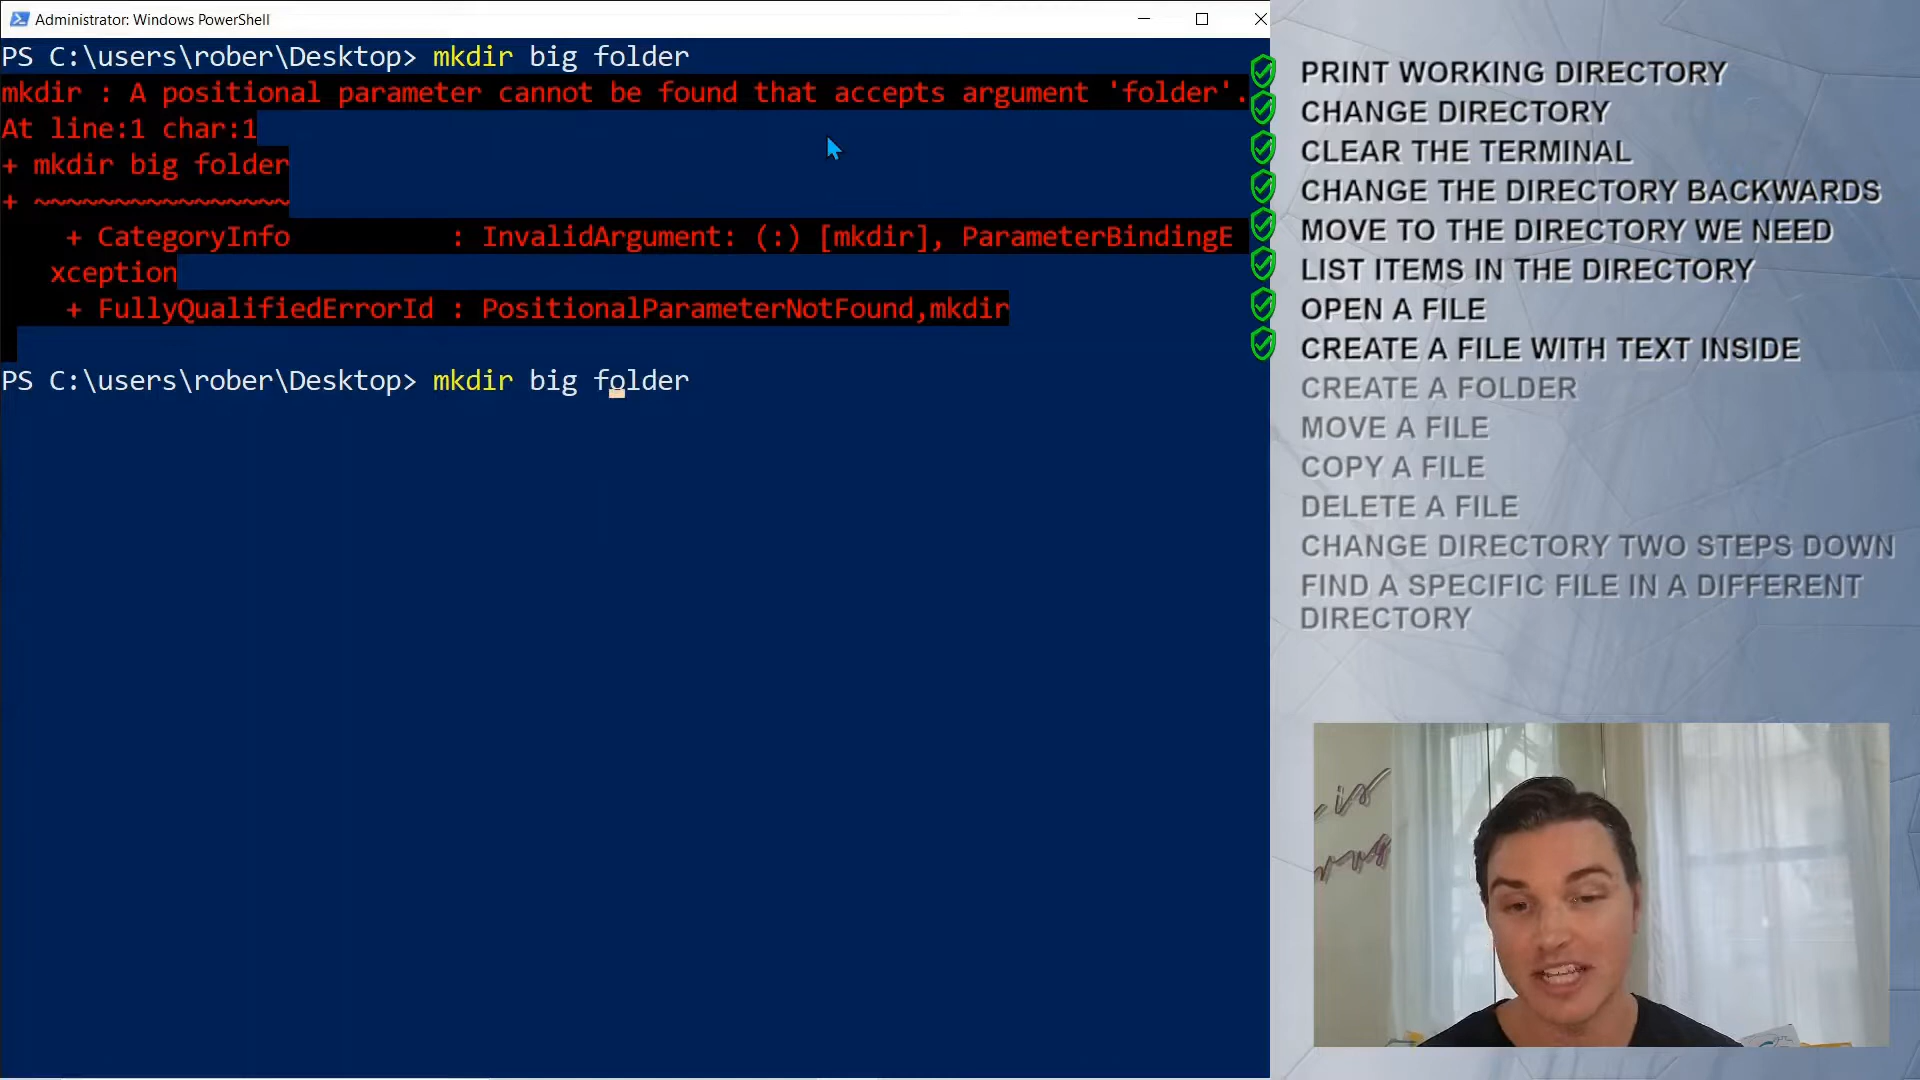 Administrator: Windows PowerShell
PS C:\users\rober\Desktop> mkdir big folder
mkdir : A positional parameter cannot be found that accepts argument 'folder'.
At line:1 char:1
+ mkdir big folder
+ ~~~~~~~~~~~~~~~~
+ CategoryInfo : InvalidArgument: (:) [mkdir], ParameterBindingE
xception
+ FullyQualifiedErrorId : PositionalParameterNotFound,mkdir
PS C:\users\rober\Desktop> mkdir big folder
PRINT WORKING DIRECTORY
CHANGE DIRECTORY
CLEAR THE TERMINAL
CHANGE THE DIRECTORY BACKWARDS
MOVE TO THE DIRECTORY WE NEED
LIST ITEMS IN THE DIRECTORY
OPEN A FILE
CREATE A FILE WITH TEXT INSIDE
CREATE A FOLDER
MOVE A FILE
COPY A FILE
DELETE A FILE
CHANGE DIRECTORY TWO STEPS DOWN
FIND A SPECIFIC FILE IN A DIFFERENT
DIRECTORY
is